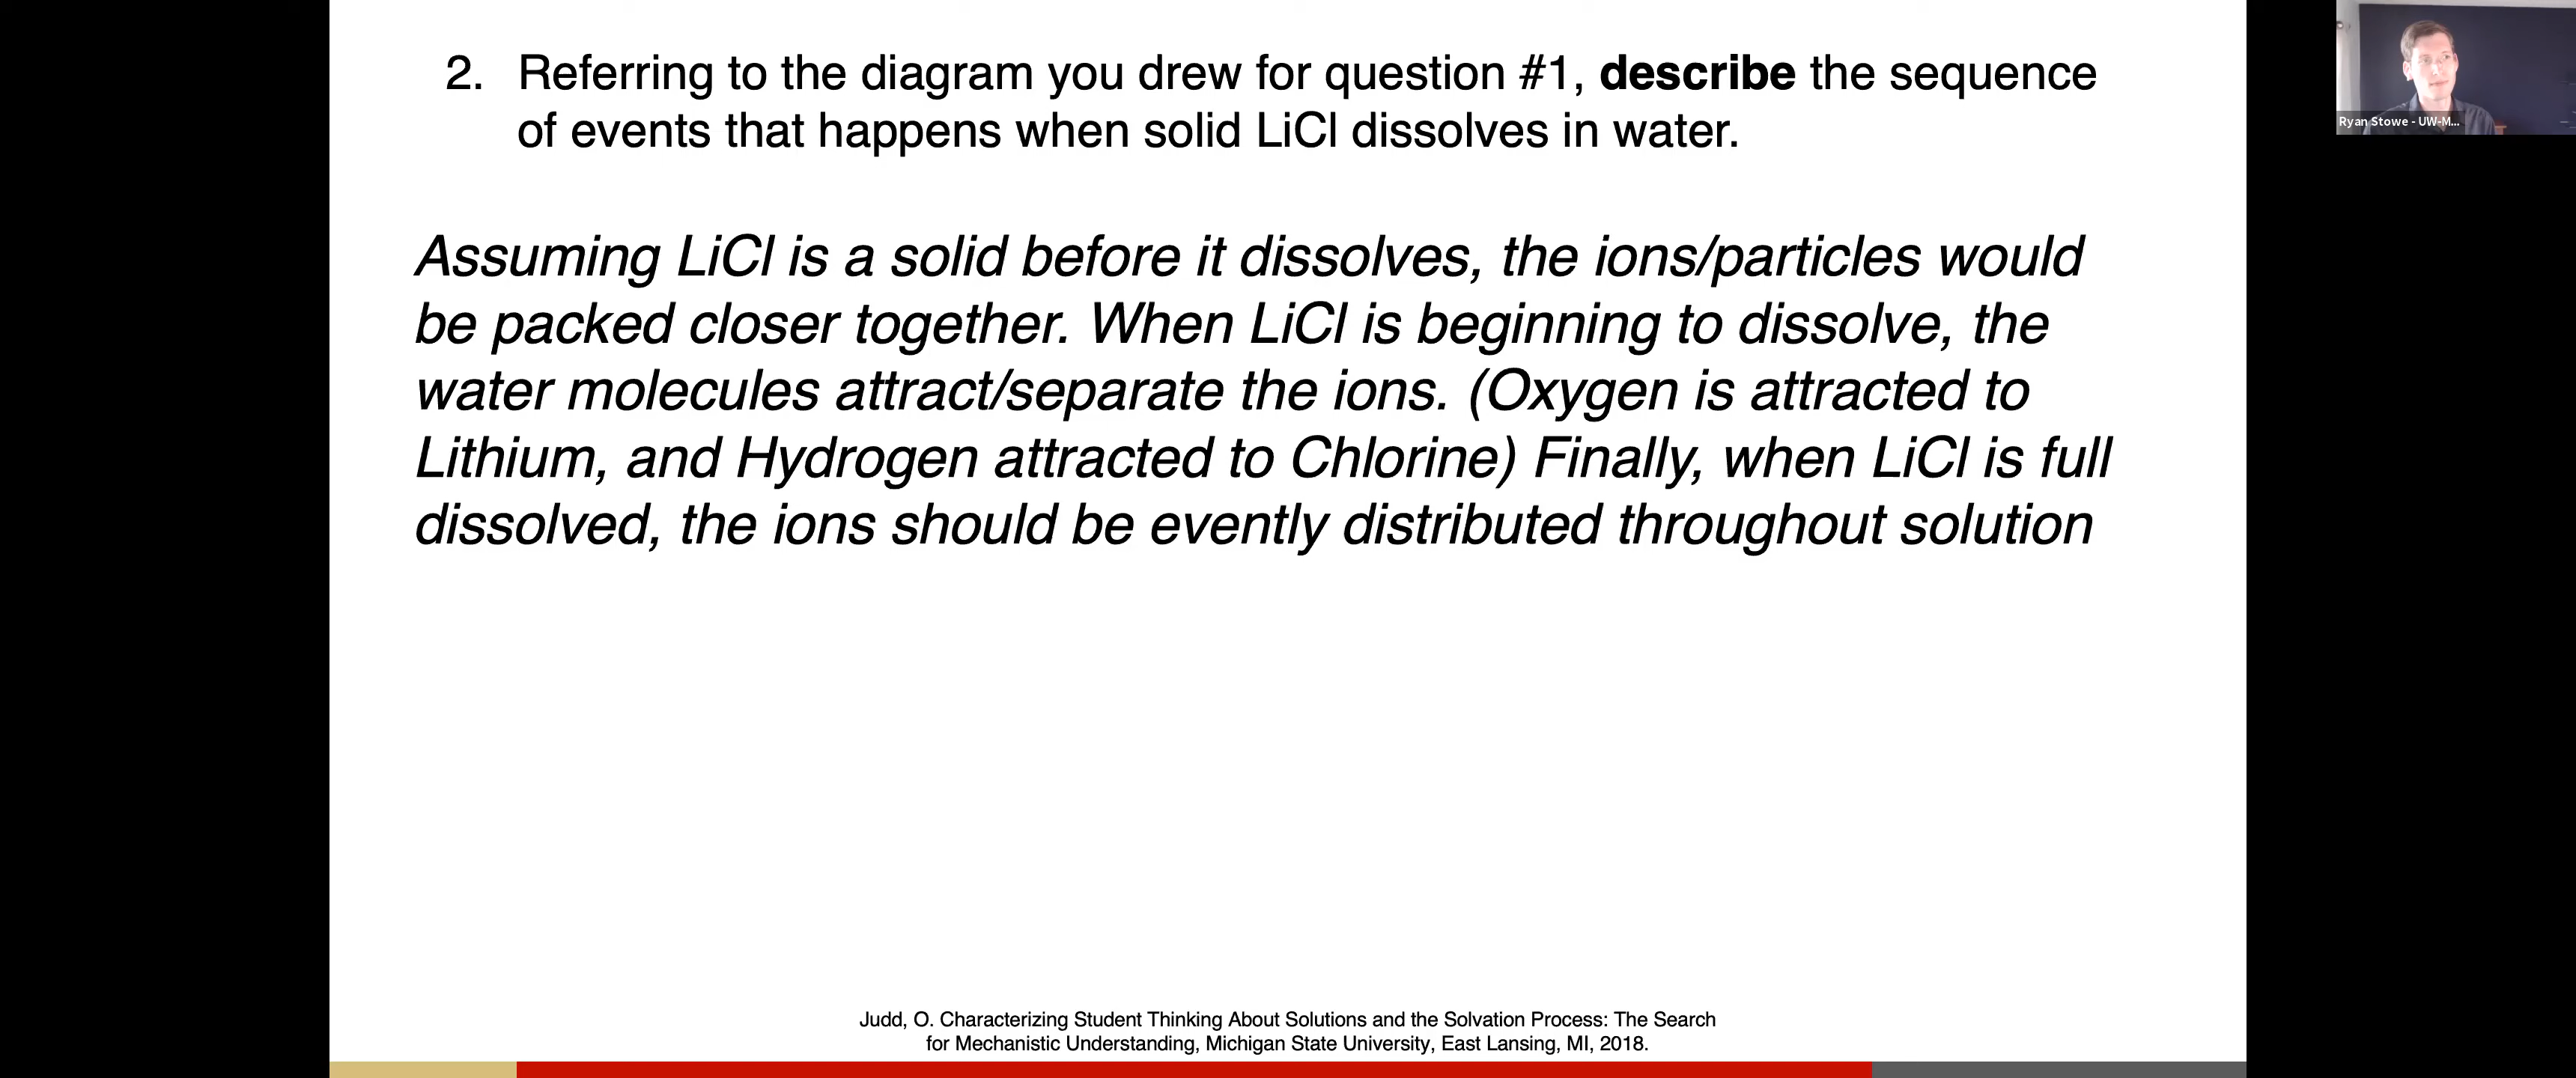 2. Referring to the diagram you drew for question #1, describe the sequence
of events that happens when solid LiCl dissolves in water.
Ryan Stowe - UW-M...
Assuming LiCl is a solid before it dissolves, the ions/particles would
be packed closer together. When LiCl is beginning to dissolve, the
water molecules attract/separate the ions. (Oxygen is attracted to
Lithium, and Hydrogen attracted to Chlorine) Finally, when LiCl is full
dissolved, the ions should be evently distributed throughout solution
Judd, O. Characterizing Student Thinking About Solutions and the Solvation Process: The Search
for Mechanistic Understanding, Michigan State University, East Lansing, MI, 2018.